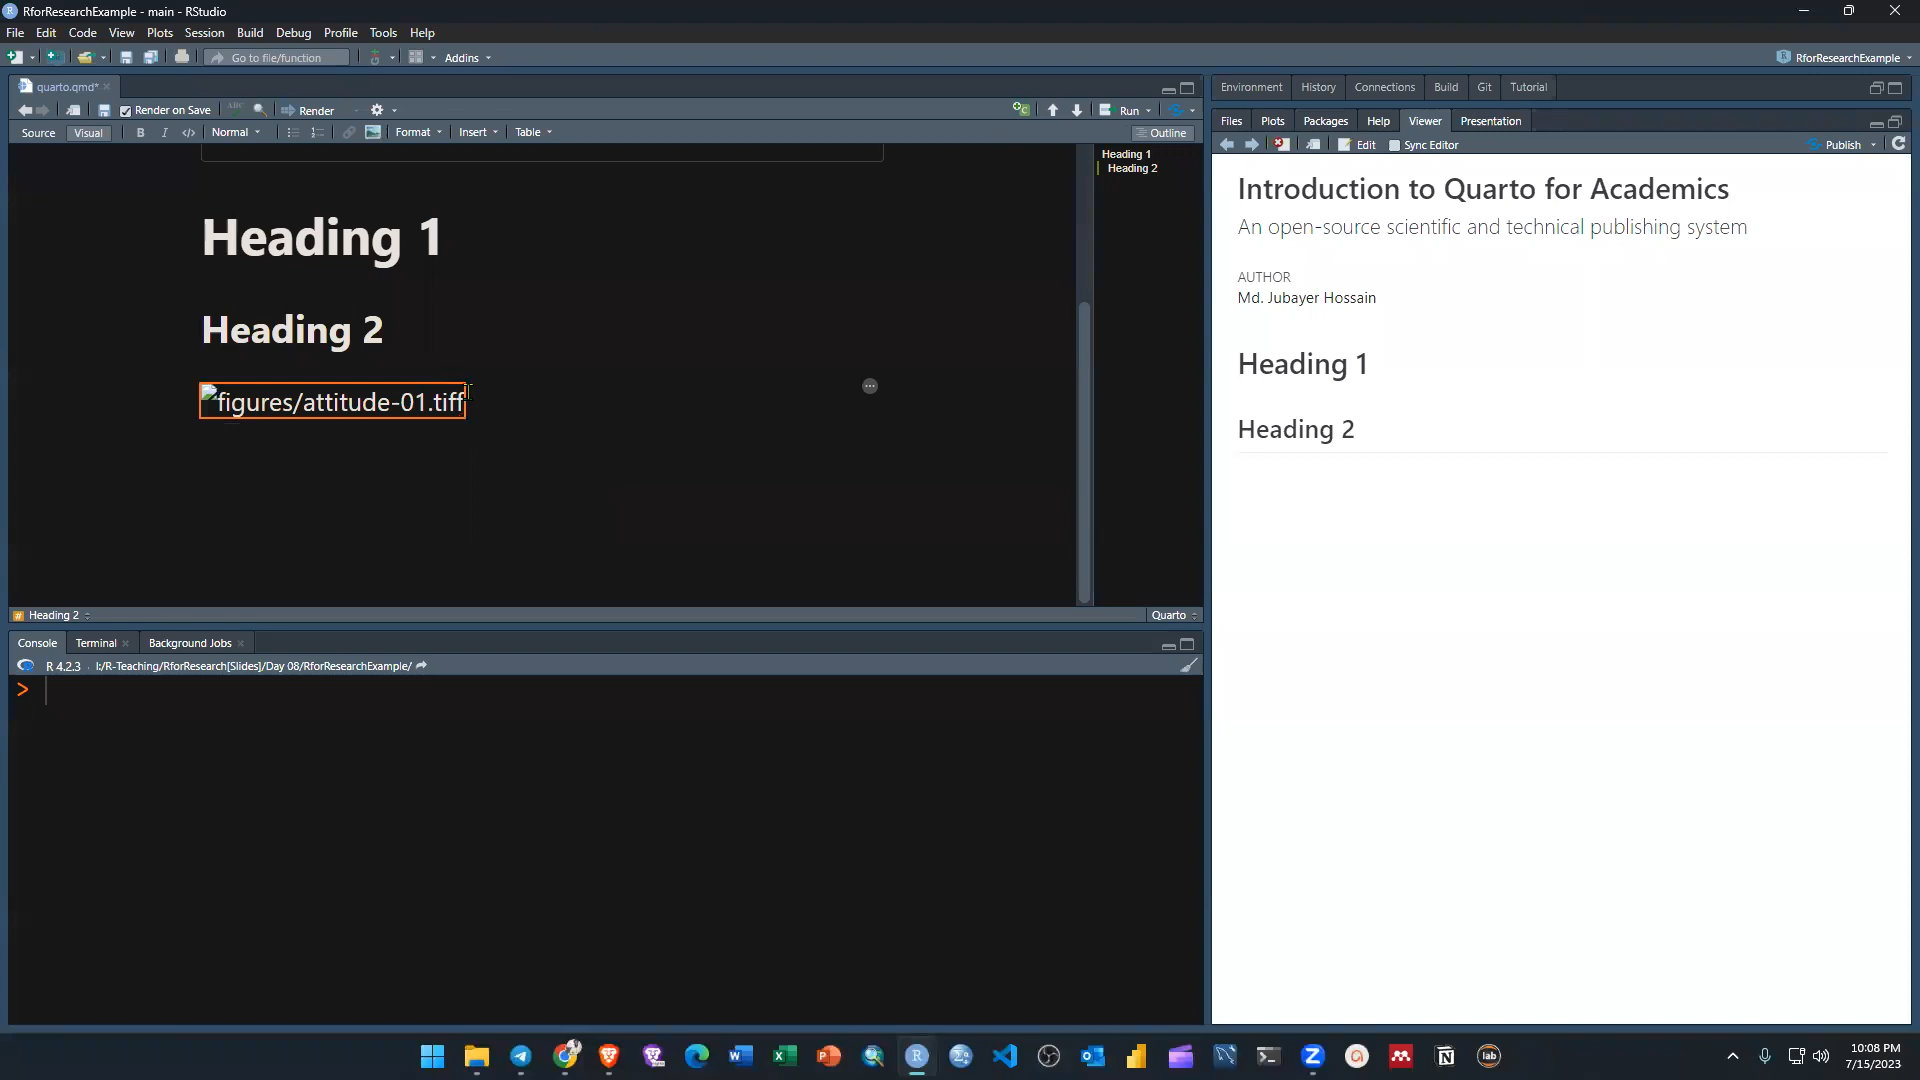 RforResearchExample - main - RStudio
File Edit Code View Plots Session Build Debug Profile Tools Help
Go to file/function Addins RforResearchExample
quarto.qmd*
Render on Save ABC Render Run
Source Visual B I </> Normal Format Insert Table Outline
Heading 1
Heading 2
figures/attitude-01.tiff
Heading 1
Heading 2
# Heading 2 Quarto
Console Terminal Background Jobs
R 4.2.3 · I:/R-Teaching/RforResearch[Slides]/Day 08/RforResearchExample/
>
Environment History Connections Build Git Tutorial
Files Plots Packages Help Viewer Presentation
Edit Sync Editor Publish
Introduction to Quarto for Academics
An open-source scientific and technical publishing system
AUTHOR
Md. Jubayer Hossain
Heading 1
Heading 2
lab
10:08 PM
7/15/2023